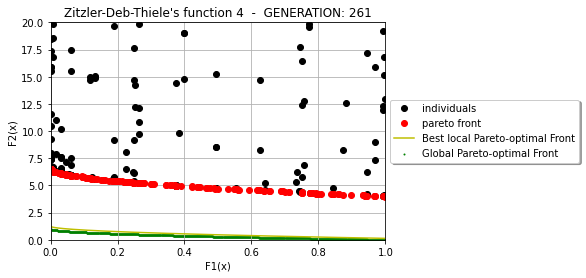 Zitzler-Deb-Thiele's function 4 - GENERATION: 261
20.0
17.5
15.0
12.5
10.0
7.5
5.0
2.5
0.0
F2(x)
0.0 0.2 0.4 0.6 0.8 1.0
F1(x)
individuals
pareto front
Best local Pareto-optimal Front
Global Pareto-optimal Front